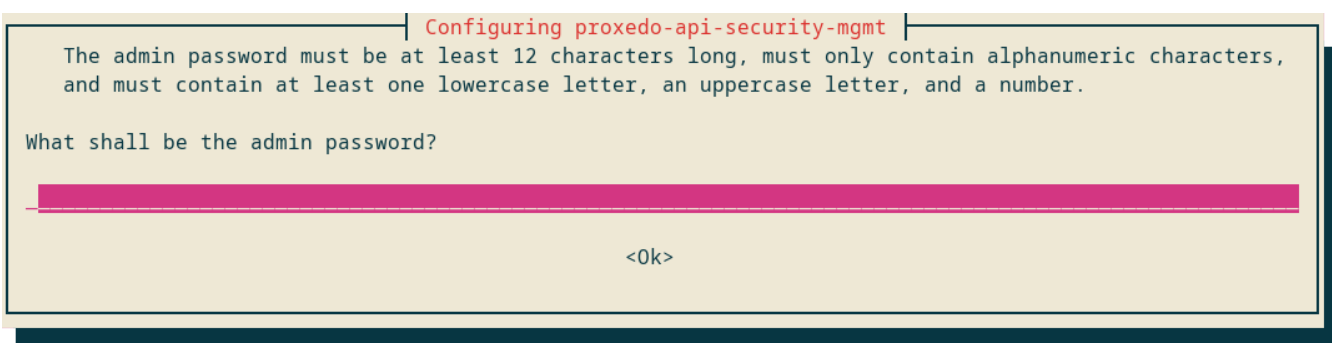 Configuring proxedo-api-security-mgmt
The admin password must be at least 12 characters long, must only contain alphanumeric characters,
and must contain at least one lowercase letter, an uppercase letter, and a number.
What shall be the admin password?
<Ok>